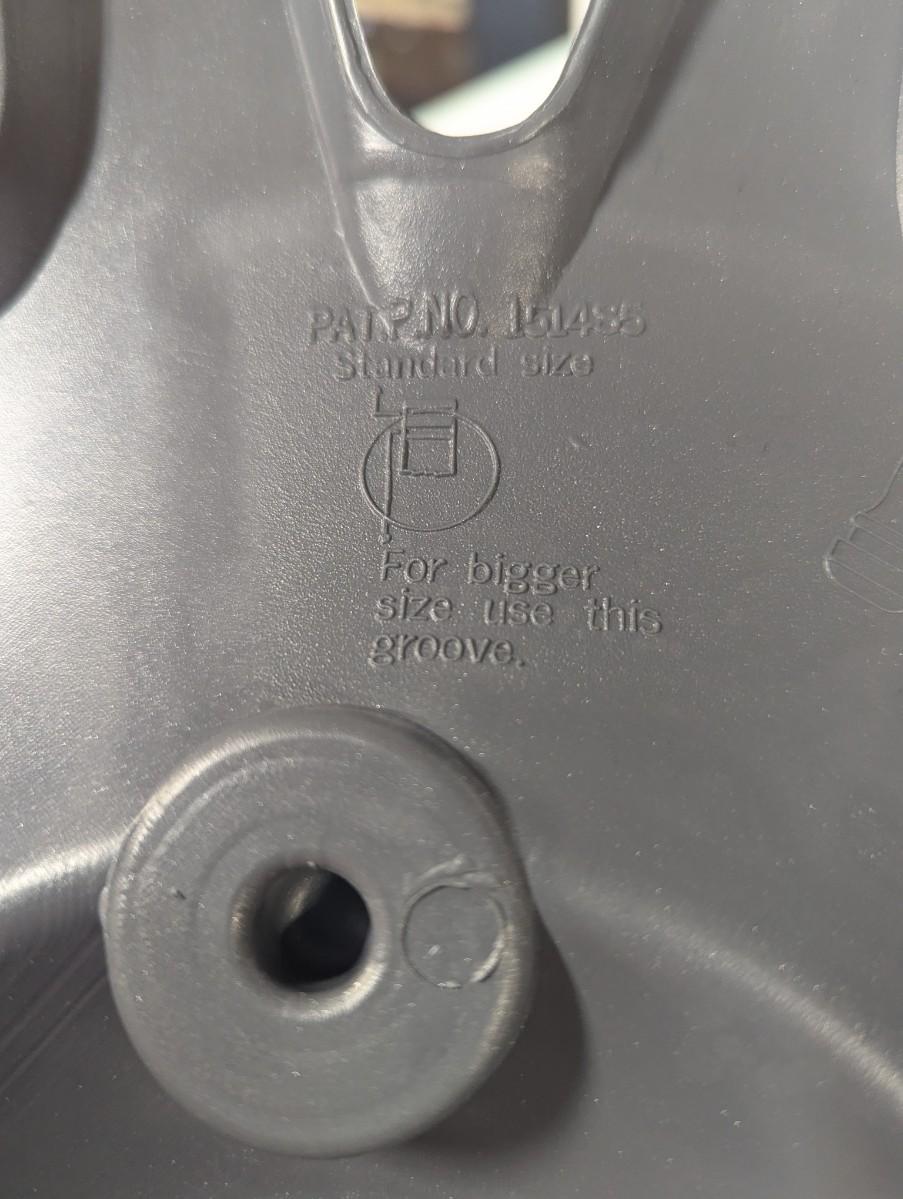 PAT.P.NO. 151485
Standard size
For bigger
size use this
groove.